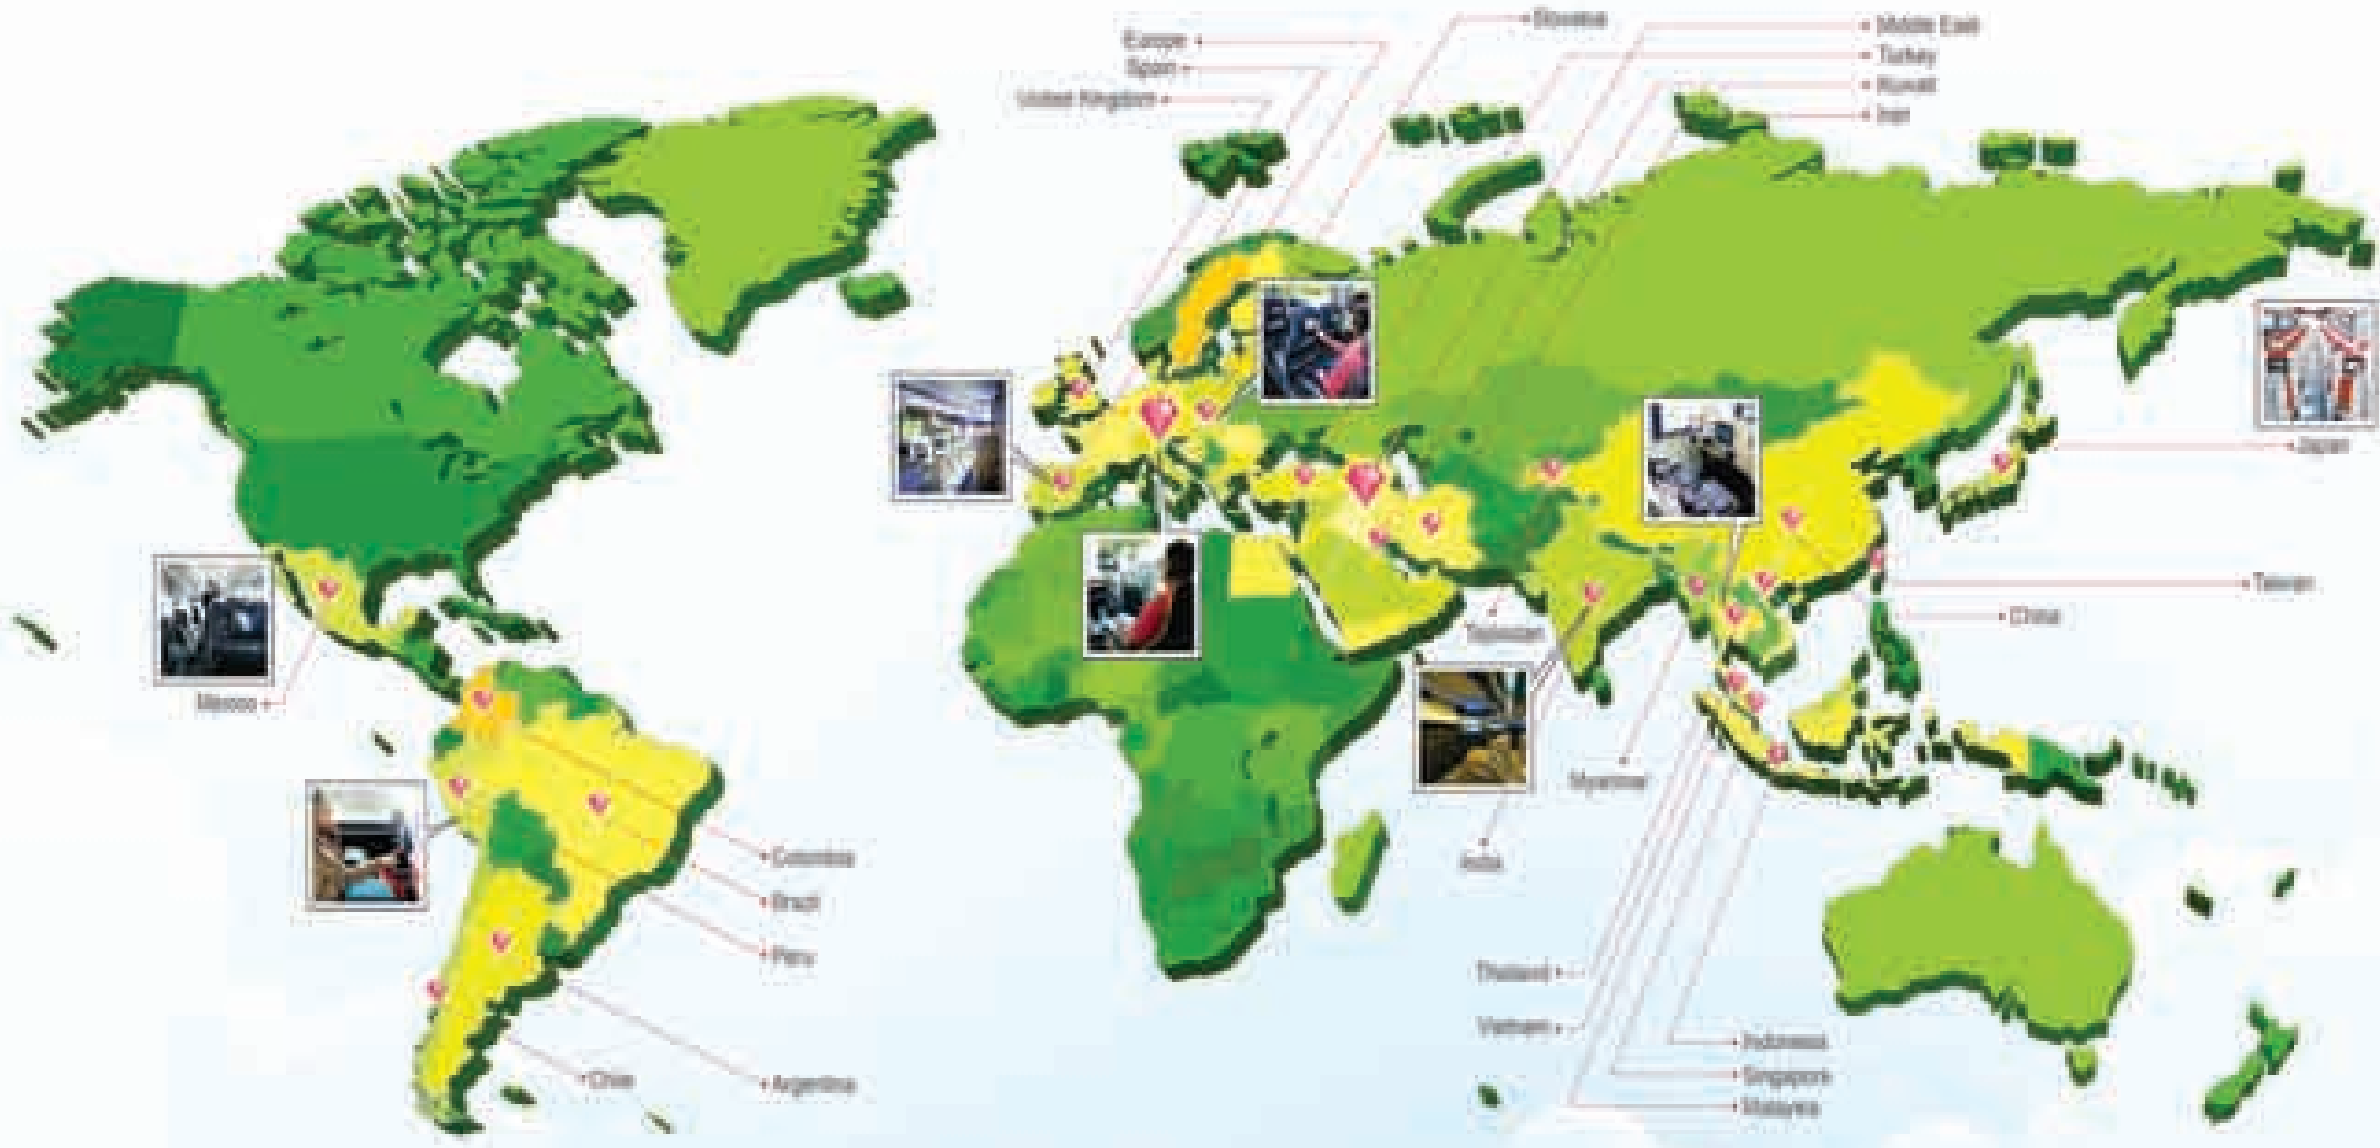 Slovakia
Europe
Spain
United Kingdom
Middle East
Turkey
Kuwait
Iran
Japan
Taiwan
China
Mexico
Myanmar
India
Colombia
Brazil
Peru
Chile
Argentina
Thailand
Vietnam
Indonesia
Singapore
Malaysia